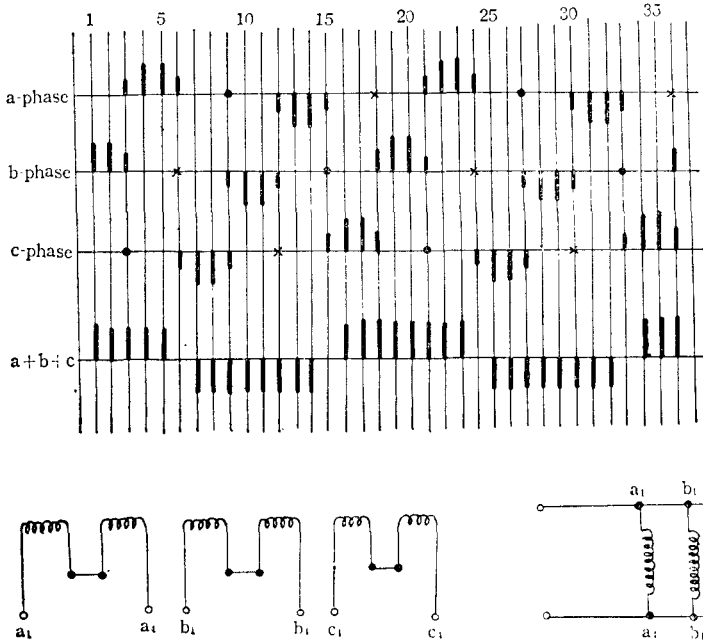 1 5 10 15 20 25 30 35
a-phase
b-phase
c-phase
a+b+c
a₁ b₁
a₁ a₄ b₁ b₁ c₁ c₁ a₁ b₁